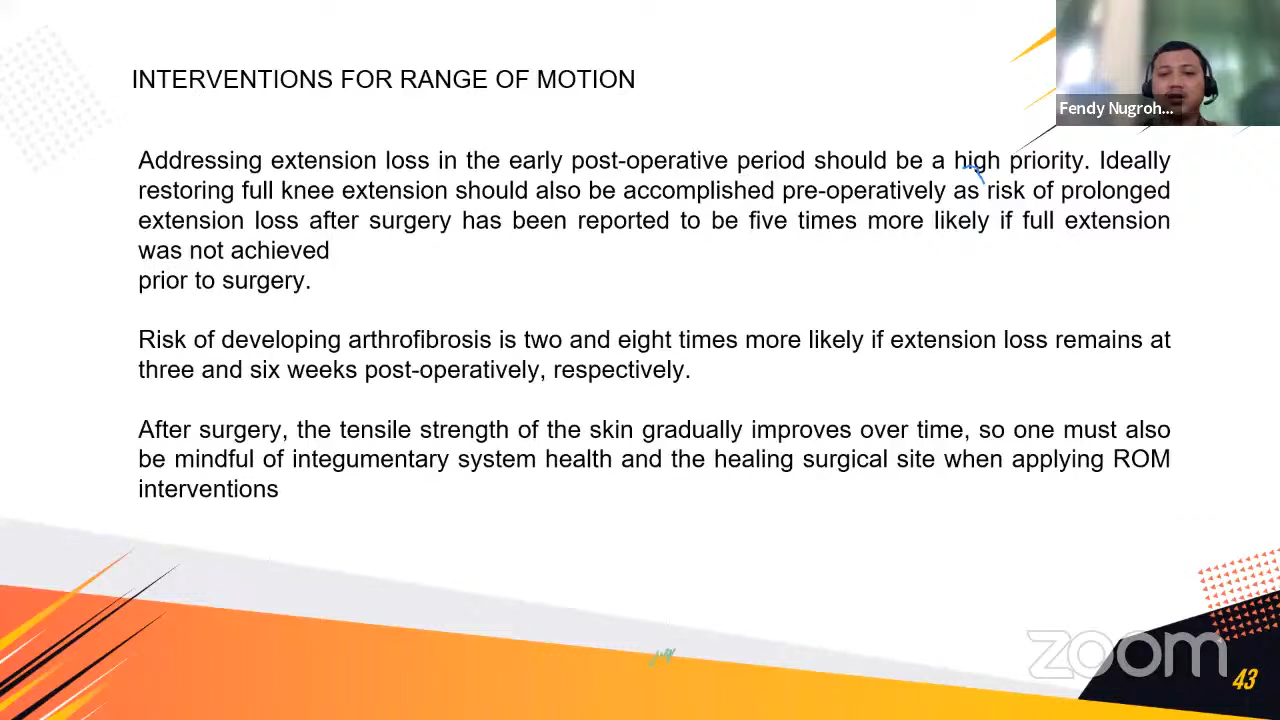 INTERVENTIONS FOR RANGE OF MOTION
Fendy Nugroh...
Addressing extension loss in the early post-operative period should be a high priority. Ideally
restoring full knee extension should also be accomplished pre-operatively as risk of prolonged
extension loss after surgery has been reported to be five times more likely if full extension
was not achieved
prior to surgery.
Risk of developing arthrofibrosis is two and eight times more likely if extension loss remains at
three and six weeks post-operatively, respectively.
After surgery, the tensile strength of the skin gradually improves over time, so one must also
be mindful of integumentary system health and the healing surgical site when applying ROM
interventions
zoom
43